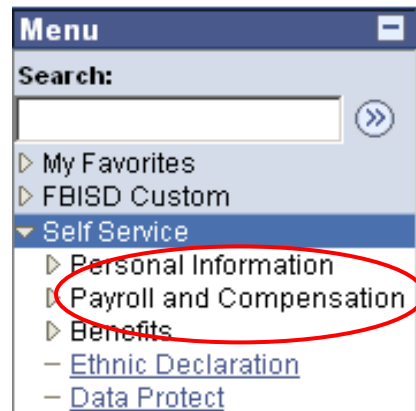 Menu
Search:
My Favorites
FBISD Custom
Self Service
Personal Information
Payroll and Compensation
Benefits
Ethnic Declaration
Data Protect